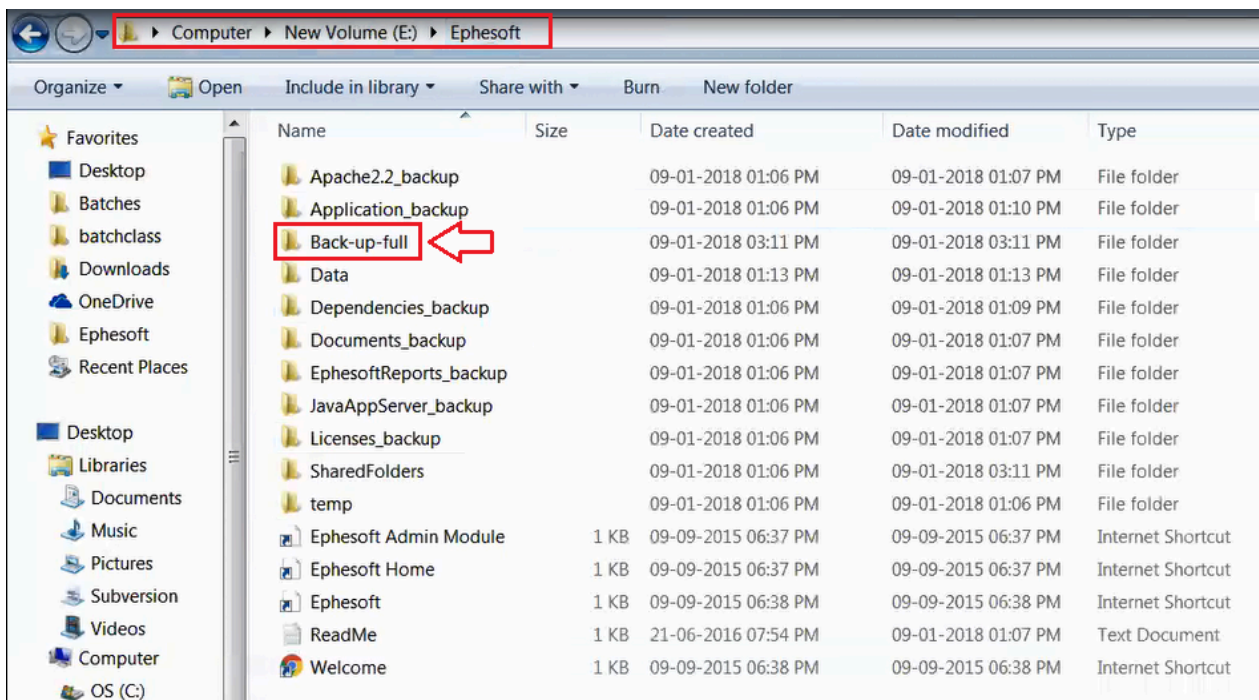 Computer New Volume (E:) Ephesoft
Organize Open Include in library Share with Burn New folder
Favorites
Desktop
Batches
batchclass
Downloads
OneDrive
Ephesoft
Recent Places
Desktop
Libraries
Documents
Music
Pictures
Subversion
Videos
Computer
OS (C:)
Name Size Date created Date modified Type
Apache2.2_backup 09-01-2018 01:06 PM 09-01-2018 01:07 PM File folder
Application_backup 09-01-2018 01:06 PM 09-01-2018 01:10 PM File folder
Back-up-full 09-01-2018 03:11 PM 09-01-2018 03:11 PM File folder
Data 09-01-2018 01:13 PM 09-01-2018 01:13 PM File folder
Dependencies_backup 09-01-2018 01:06 PM 09-01-2018 01:09 PM File folder
Documents_backup 09-01-2018 01:06 PM 09-01-2018 01:07 PM File folder
EphesoftReports_backup 09-01-2018 01:06 PM 09-01-2018 01:07 PM File folder
JavaAppServer_backup 09-01-2018 01:06 PM 09-01-2018 01:07 PM File folder
Licenses_backup 09-01-2018 01:06 PM 09-01-2018 01:07 PM File folder
SharedFolders 09-01-2018 01:06 PM 09-01-2018 03:11 PM File folder
temp 09-01-2018 01:06 PM 09-01-2018 01:06 PM File folder
Ephesoft Admin Module 1 KB 09-09-2015 06:37 PM 09-09-2015 06:37 PM Internet Shortcut
Ephesoft Home 1 KB 09-09-2015 06:37 PM 09-09-2015 06:37 PM Internet Shortcut
Ephesoft 1 KB 09-09-2015 06:38 PM 09-09-2015 06:38 PM Internet Shortcut
ReadMe 1 KB 21-06-2016 07:54 PM 09-01-2018 01:07 PM Text Document
Welcome 1 KB 09-09-2015 06:38 PM 09-09-2015 06:38 PM Internet Shortcut